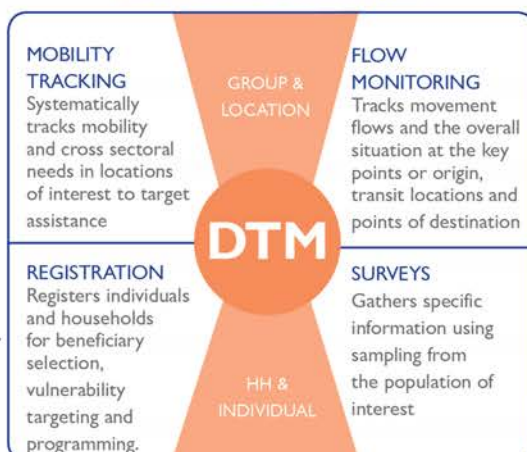 MOBILITY
TRACKING
Systematically
tracks mobility
and cross sectoral
needs in locations
of interest to target
assistance
GROUP &
LOCATION
FLOW
MONITORING
Tracks movement
flows and the overall
situation at the key
points or origin,
transit locations and
points of destination
DTM
REGISTRATION
Registers individuals
and households
for beneficiary
selection,
vulnerability
targeting and
programming.
HH &
INDIVIDUAL
SURVEYS
Gathers specific
information using
sampling from
the population of
interest